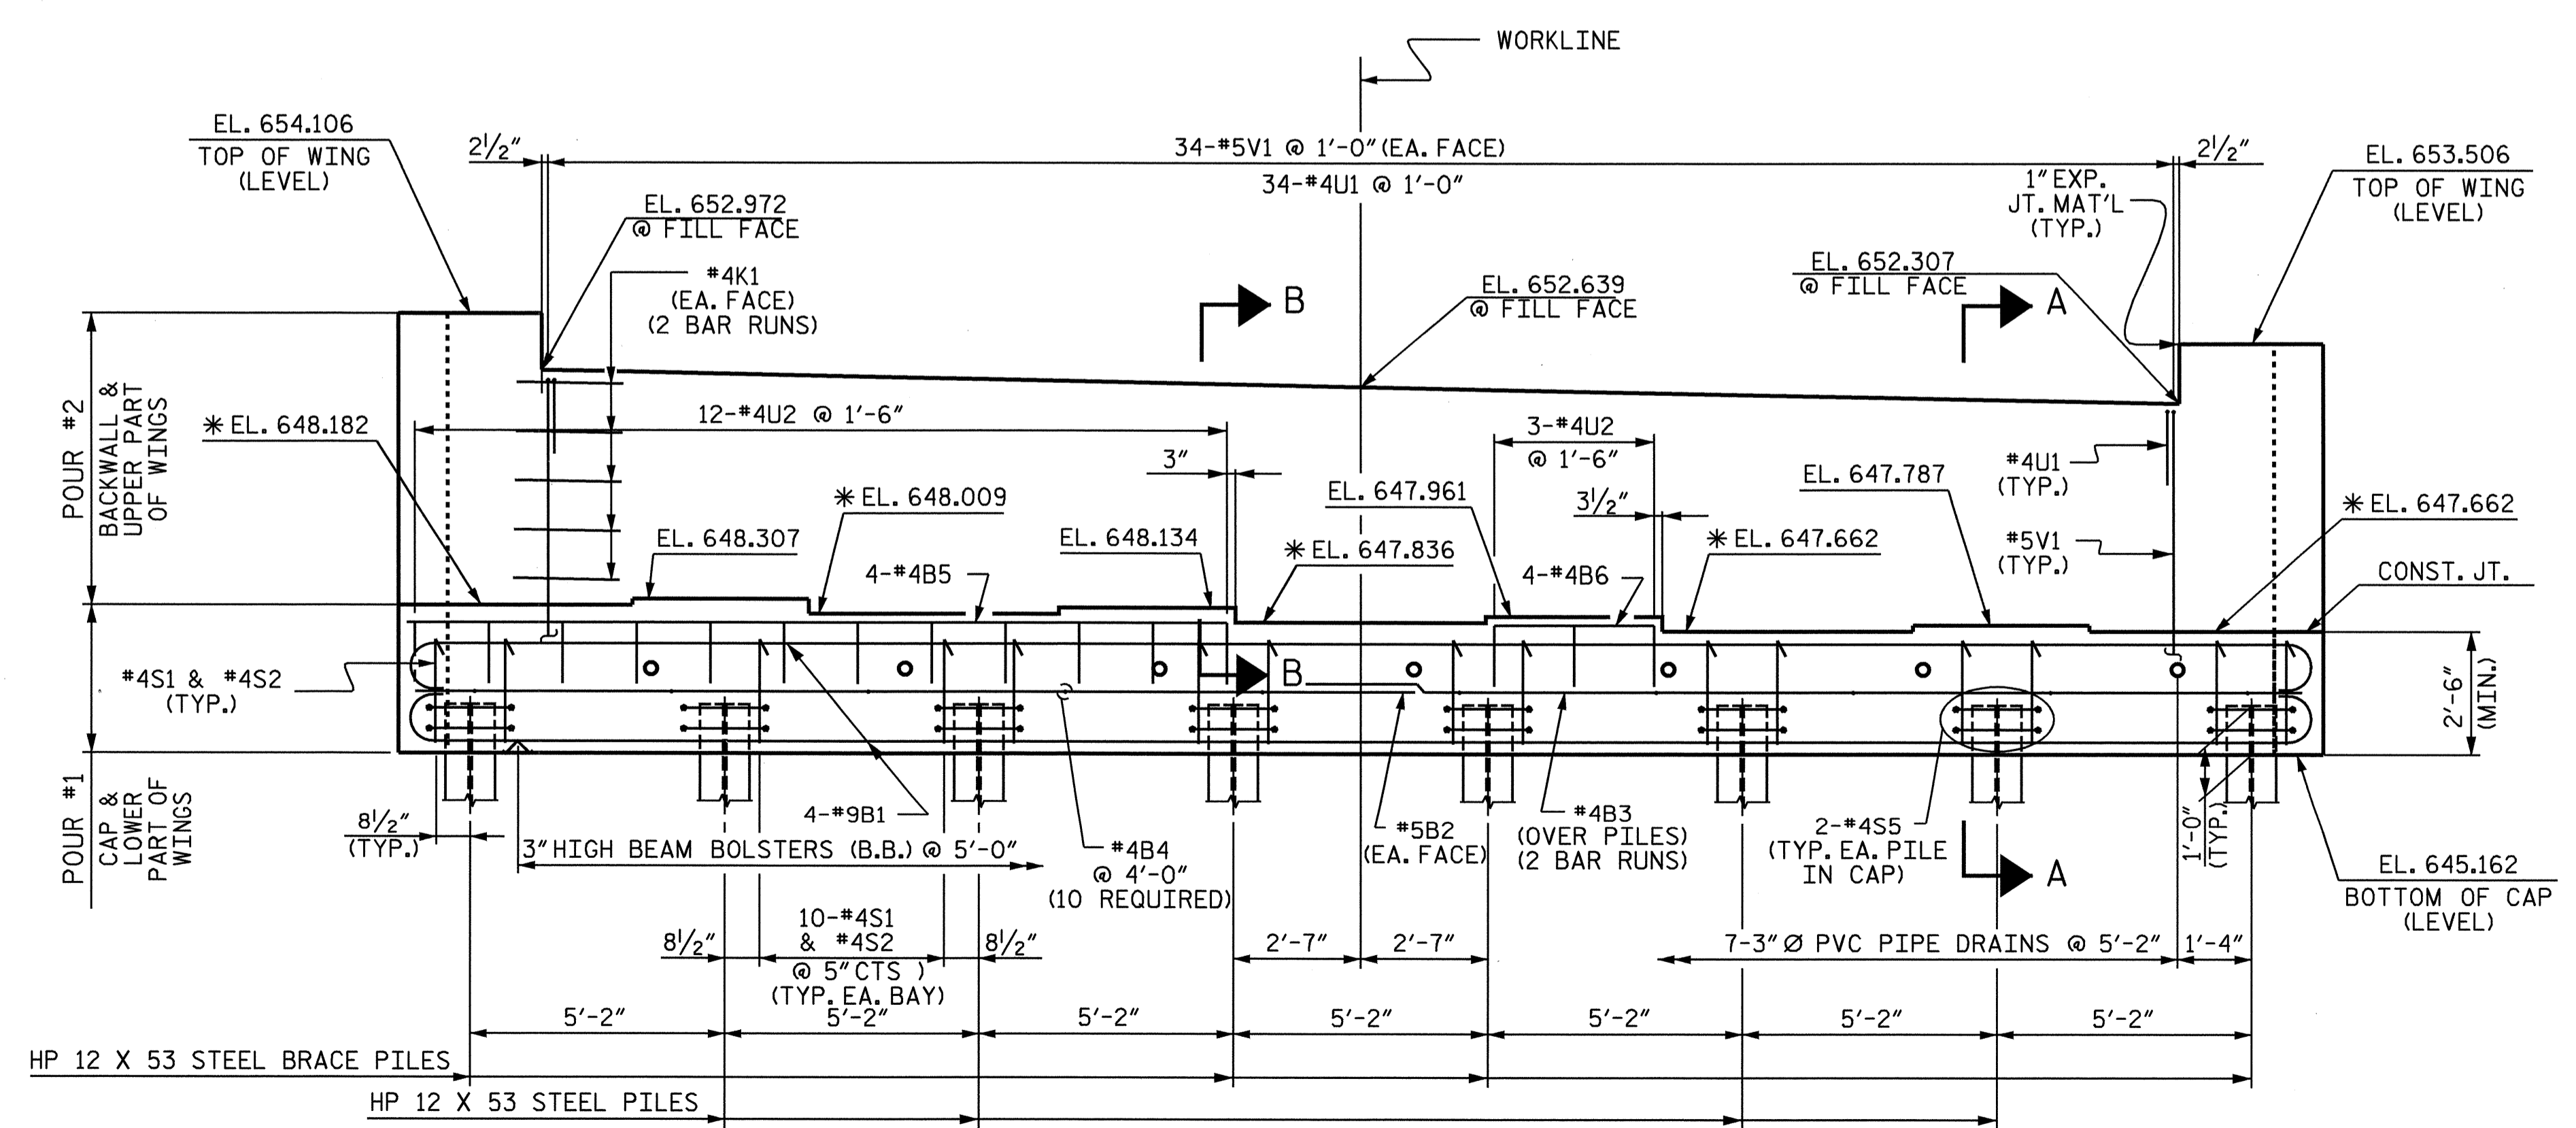 WORKLINE
EL. 654.106
TOP OF WING
(LEVEL)
2½"
34-#5V1 @ 1'-0" (EA. FACE)
34-#4U1 @ 1'-0"
2½"
1" EXP.
JT. MAT'L
(TYP.)
EL. 653.506
TOP OF WING
(LEVEL)
EL. 652.972
@ FILL FACE
#4K1
(EA. FACE)
(2 BAR RUNS)
B
EL. 652.639
@ FILL FACE
EL. 652.307
@ FILL FACE
A
POUR #2
BACKWALL &
UPPER PART
OF WINGS
* EL. 648.182
12-#4U2 @ 1'-6"
3"
3-#4U2
@ 1'-6"
3½"
#4U1
(TYP.)
EL. 647.787
EL. 647.961
* EL. 648.009
EL. 648.307
EL. 648.134
* EL. 647.836
* EL. 647.662
* EL. 647.662
#5V1
(TYP.)
CONST. JT.
4-#4B5
4-#4B6
B
#4S1 & #4S2
(TYP.)
2'-6"
(MIN.)
POUR #1
CAP &
LOWER
PART OF
WINGS
8½"
(TYP.)
4-#9B1
3" HIGH BEAM BOLSTERS (B.B.) @ 5'-0"
#4B4
@ 4'-0"
(10 REQUIRED)
#5B2
(EA. FACE)
#4B3
(OVER PILES)
(2 BAR RUNS)
2-#4S5
(TYP. EA. PILE
IN CAP)
A
1'-0"
(TYP.)
EL. 645.162
BOTTOM OF CAP
(LEVEL)
8½"
10-#4S1
& #4S2
@ 5" CTS )
(TYP. EA. BAY)
8½"
2'-7"
2'-7"
7-3" Ø PVC PIPE DRAINS @ 5'-2"
1'-4"
5'-2"
5'-2"
5'-2"
5'-2"
5'-2"
5'-2"
5'-2"
HP 12 X 53 STEEL BRACE PILES
HP 12 X 53 STEEL PILES